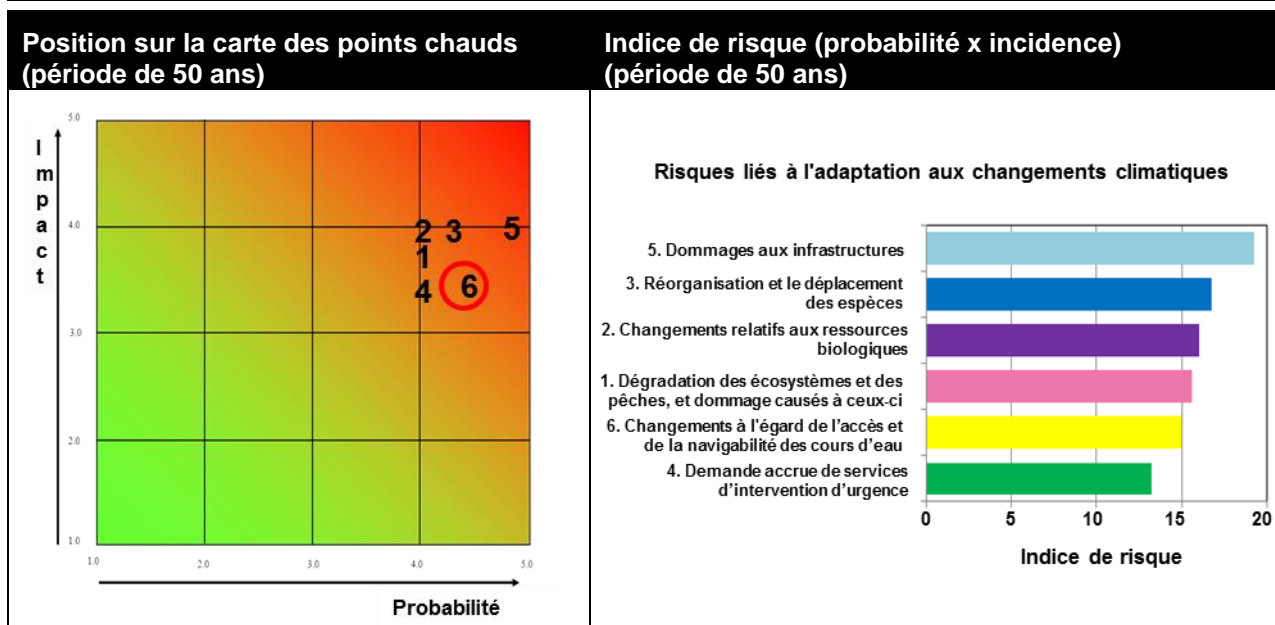 Position sur la carte des points chauds
(période de 50 ans)
Indice de risque (probabilité x incidence)
(période de 50 ans)
5.0
4.0
3.0
2.0
1.0
I
m
p
a
c
t
2 3 5
1
4 6
1.0 2.0 3.0 4.0 5.0
Probabilité
Risques liés à l'adaptation aux changements climatiques
5. Dommages aux infrastructures
3. Réorganisation et le déplacement
des espèces
2. Changements relatifs aux ressources
biologiques
1. Dégradation des écosystèmes et des
pêches, et dommage causés à ceux-ci
6. Changements à l'égard de l'accès et
de la navigabilité des cours d'eau
4. Demande accrue de services
d'intervention d'urgence
0 5 10 15 20
Indice de risque